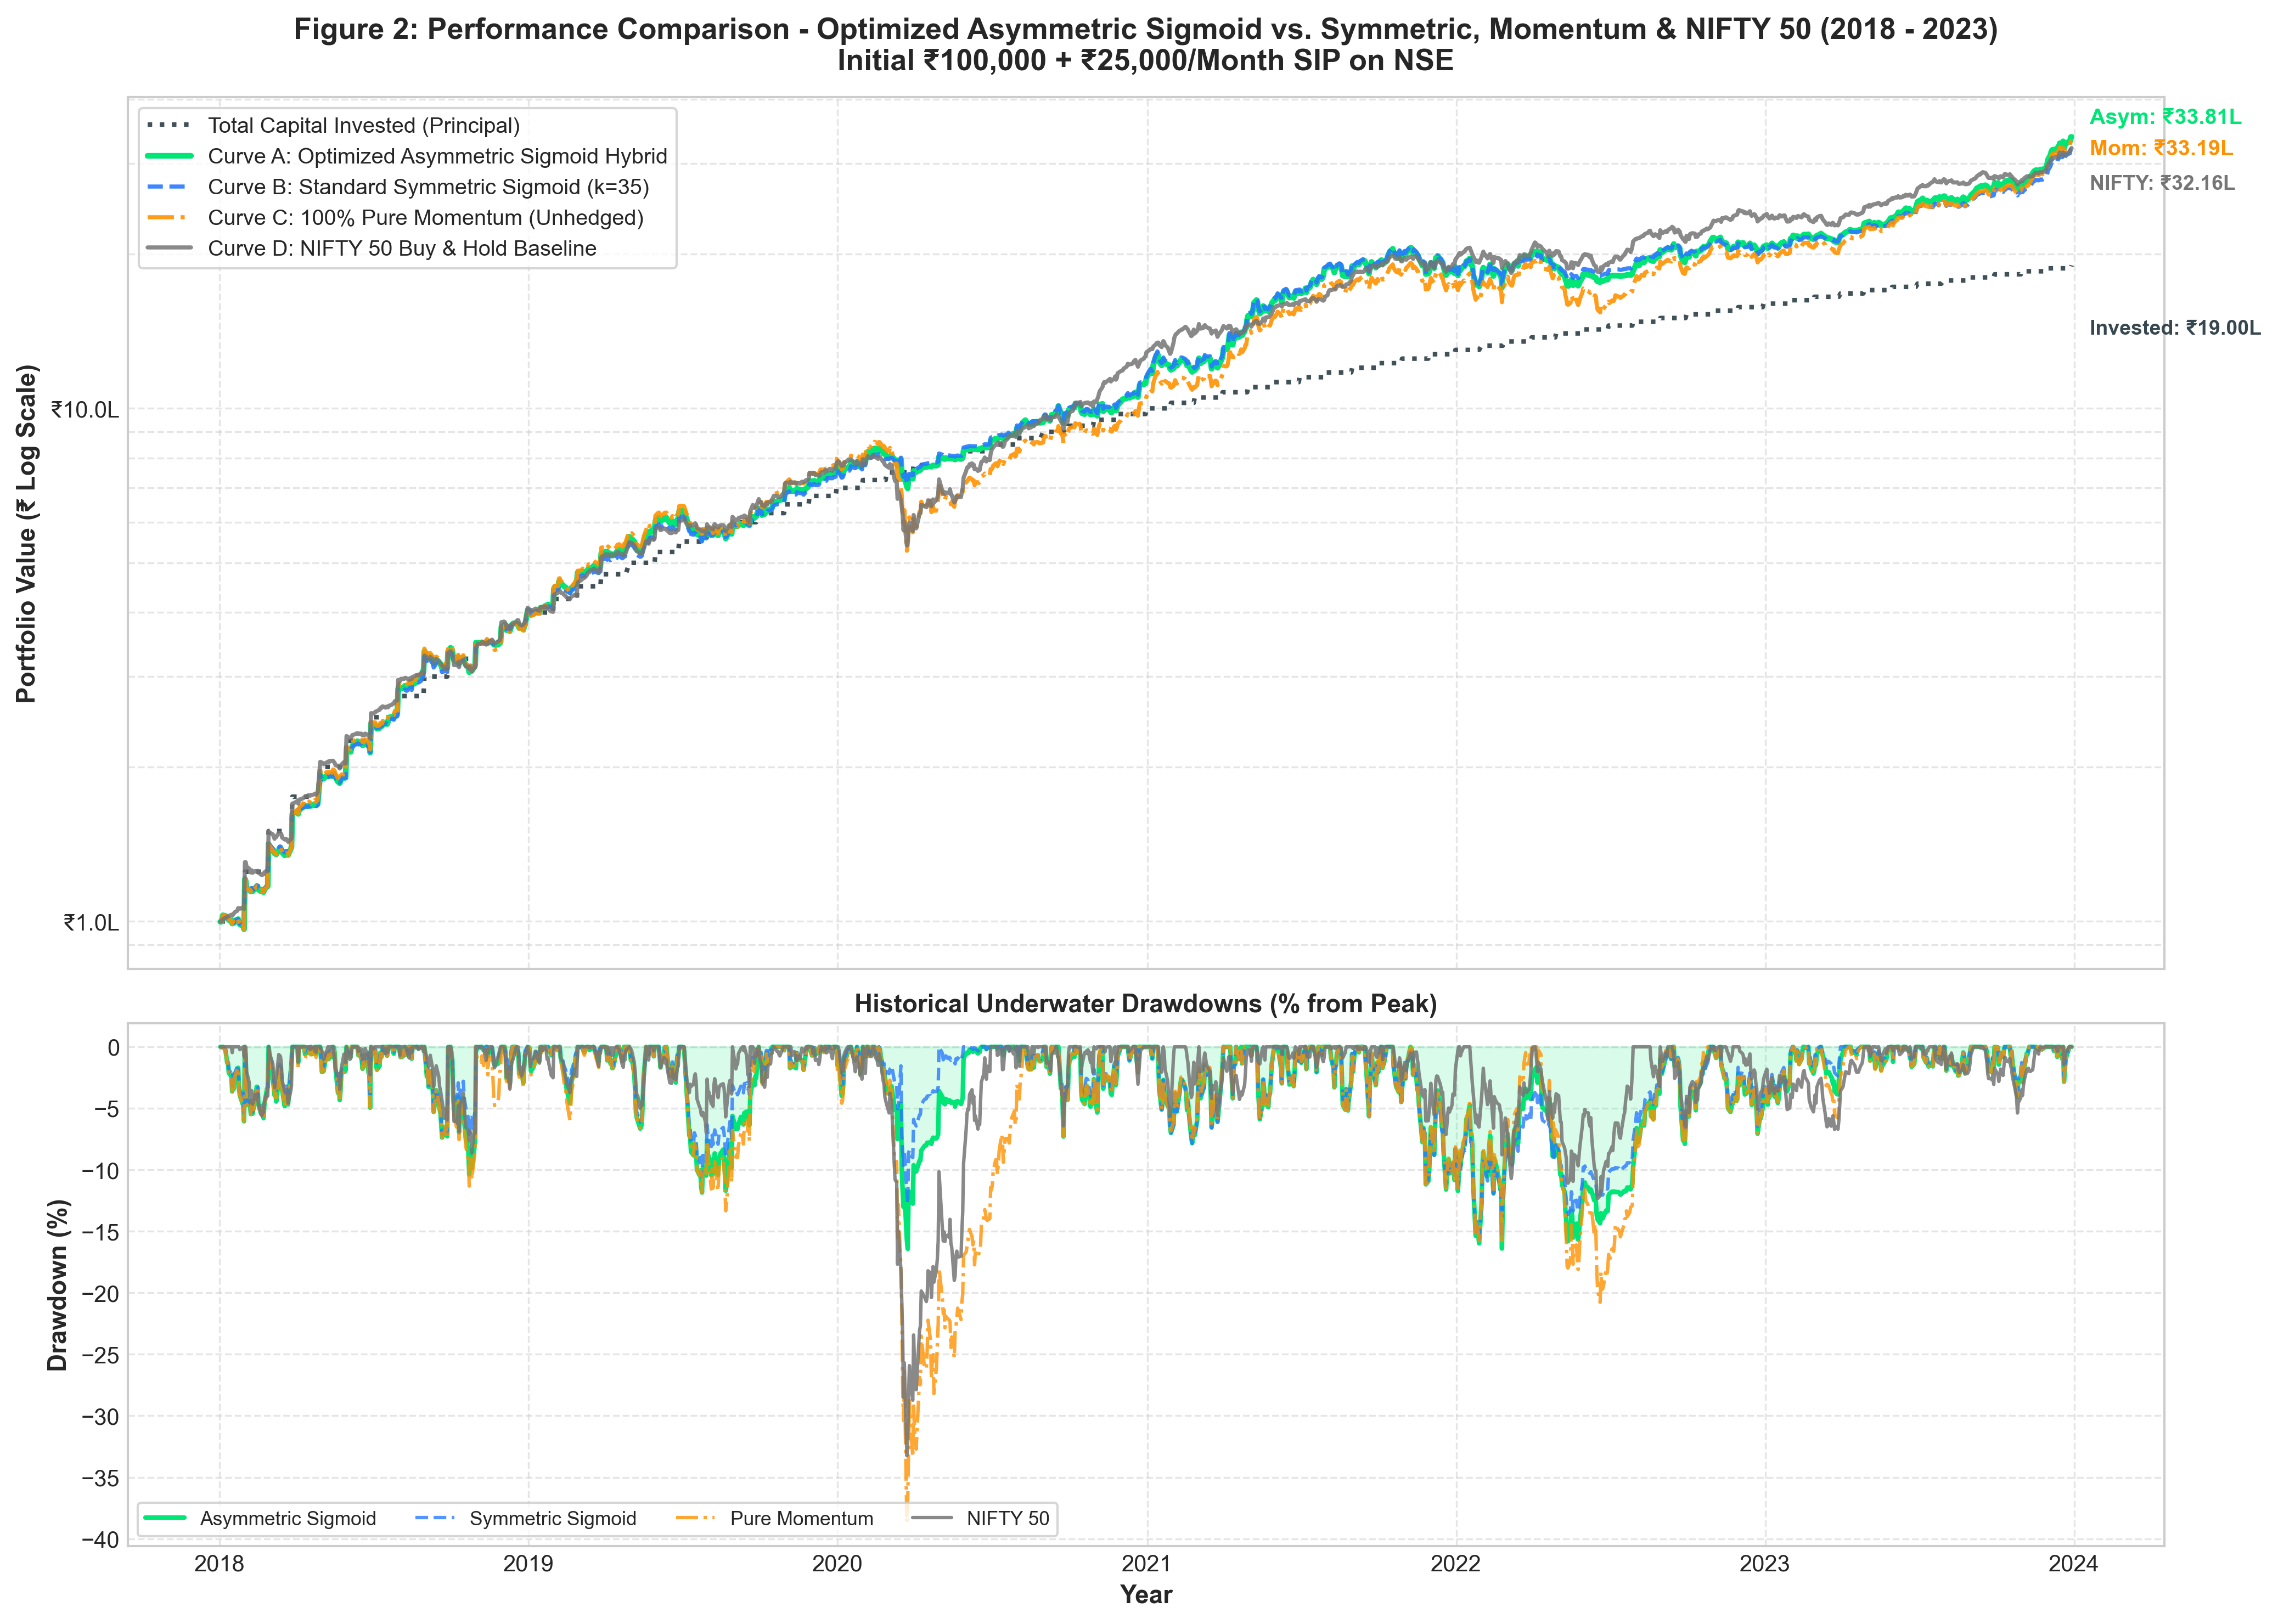 Figure 2: Performance Comparison - Optimized Asymmetric Sigmoid vs. Symmetric, Momentum & NIFTY 50 (2018 - 2023)
Initial ₹100,000 + ₹25,000/Month SIP on NSE
Total Capital Invested (Principal)
Curve A: Optimized Asymmetric Sigmoid Hybrid
Curve B: Standard Symmetric Sigmoid (k=35)
Curve C: 100% Pure Momentum (Unhedged)
Curve D: NIFTY 50 Buy & Hold Baseline
Asym: ₹33.81L
Mom: ₹33.19L
NIFTY: ₹32.16L
Invested: ₹19.00L
Portfolio Value (₹ Log Scale)
₹10.0L
₹1.0L
Historical Underwater Drawdowns (% from Peak)
Drawdown (%)
0
−5
−10
−15
−20
−25
−30
−35
−40
Asymmetric Sigmoid
Symmetric Sigmoid
Pure Momentum
NIFTY 50
2018
2019
2020
2021
2022
2023
2024
Year